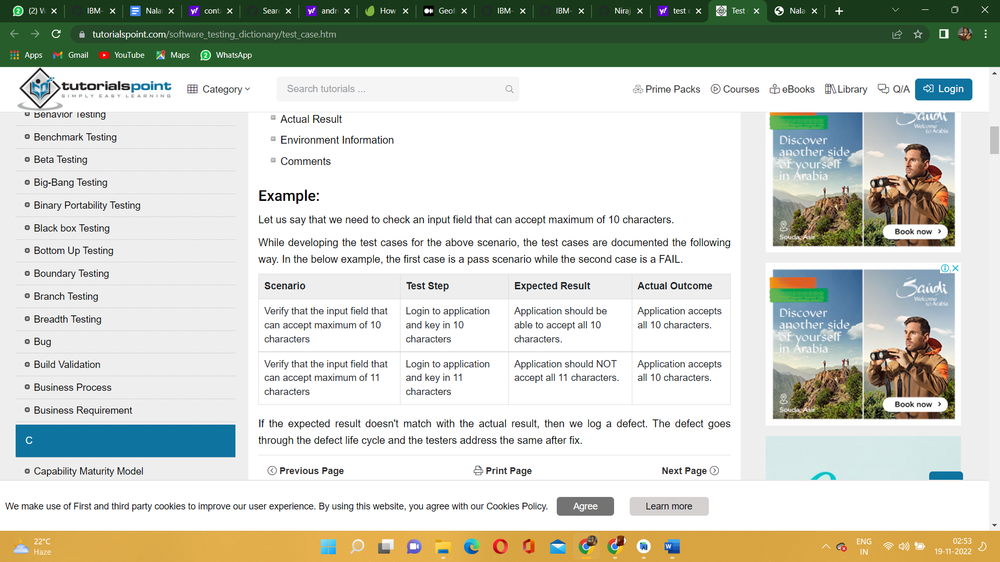 (2) W
IBM-
Nalai
conta
Searc
andr
How
Geof
IBM-
IBM-
Niraj
test c
Test
Nala
tutorialspoint.com/software_testing_dictionary/test_case.htm
Apps
Gmail
YouTube
Maps
2
WhatsApp
tutorialspoint
SIMPLY EASY LEARNING
Category
Search tutorials ...
Prime Packs
Courses
eBooks
Library
Q/A
Login
Behavior Testing
Benchmark Testing
Beta Testing
Big-Bang Testing
Binary Portability Testing
Black box Testing
Bottom Up Testing
Boundary Testing
Branch Testing
Breadth Testing
Bug
Build Validation
Business Process
Business Requirement
C
Capability Maturity Model
Actual Result
Environment Information
Comments
Example:
Let us say that we need to check an input field that can accept maximum of 10 characters.
While developing the test cases for the above scenario, the test cases are documented the following
way. In the below example, the first case is a pass scenario while the second case is a FAIL.
Scenario
Test Step
Expected Result
Actual Outcome
Verify that the input field that
can accept maximum of 10
characters
Login to application
and key in 10
characters
Application should be
able to accept all 10
characters.
Application accepts
all 10 characters.
Verify that the input field that
can accept maximum of 11
characters
Login to application
and key in 11
characters
Application should NOT
accept all 11 characters.
Application accepts
all 10 characters.
If the expected result doesn't match with the actual result, then we log a defect. The defect goes
through the defect life cycle and the testers address the same after fix.
Previous Page
Print Page
Next Page
Saudi
Welcome
to Arabia
Discover
another side
of yourself
in Arabia
Book now
Souda, Asir
Saudi
Welcome
to Arabia
Discover
another side
of yourself
in Arabia
Book now
Souda, Asir
We make use of First and third party cookies to improve our user experience. By using this website, you agree with our Cookies Policy.
Agree
Learn more
22°C
Haze
ENG
IN
02:53
19-11-2022